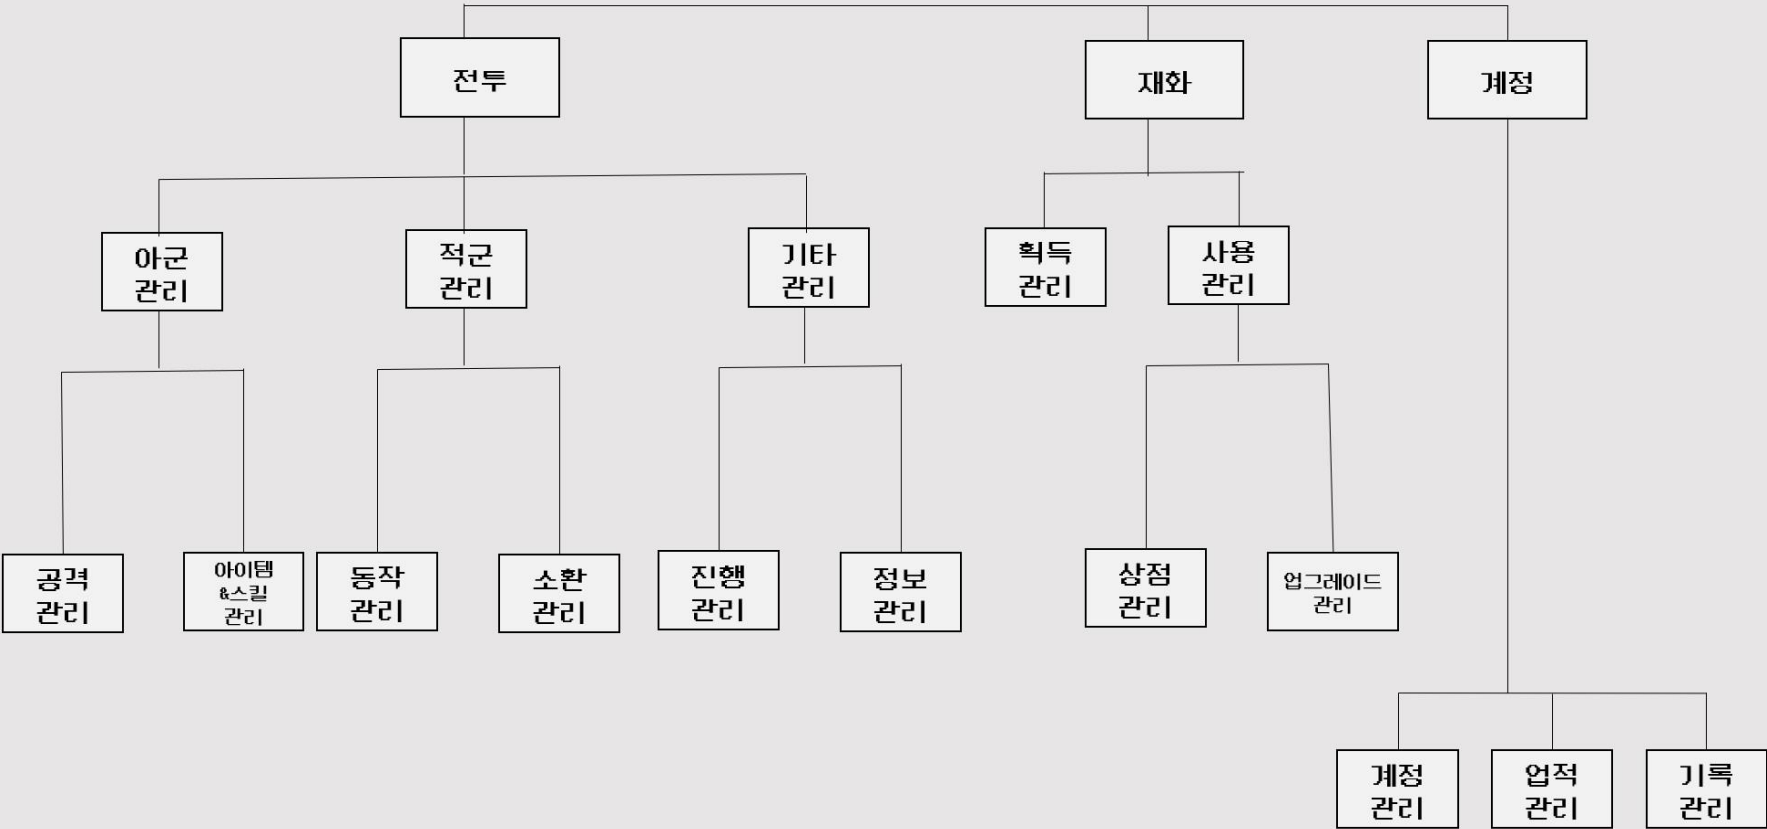 전투
재화
계정
아군
관리
적군
관리
기타
관리
획득
관리
사용
관리
공격
관리
아이템
&스킬
관리
동작
관리
소환
관리
진행
관리
정보
관리
상점
관리
업그레이드
관리
계정
관리
업적
관리
기록
관리